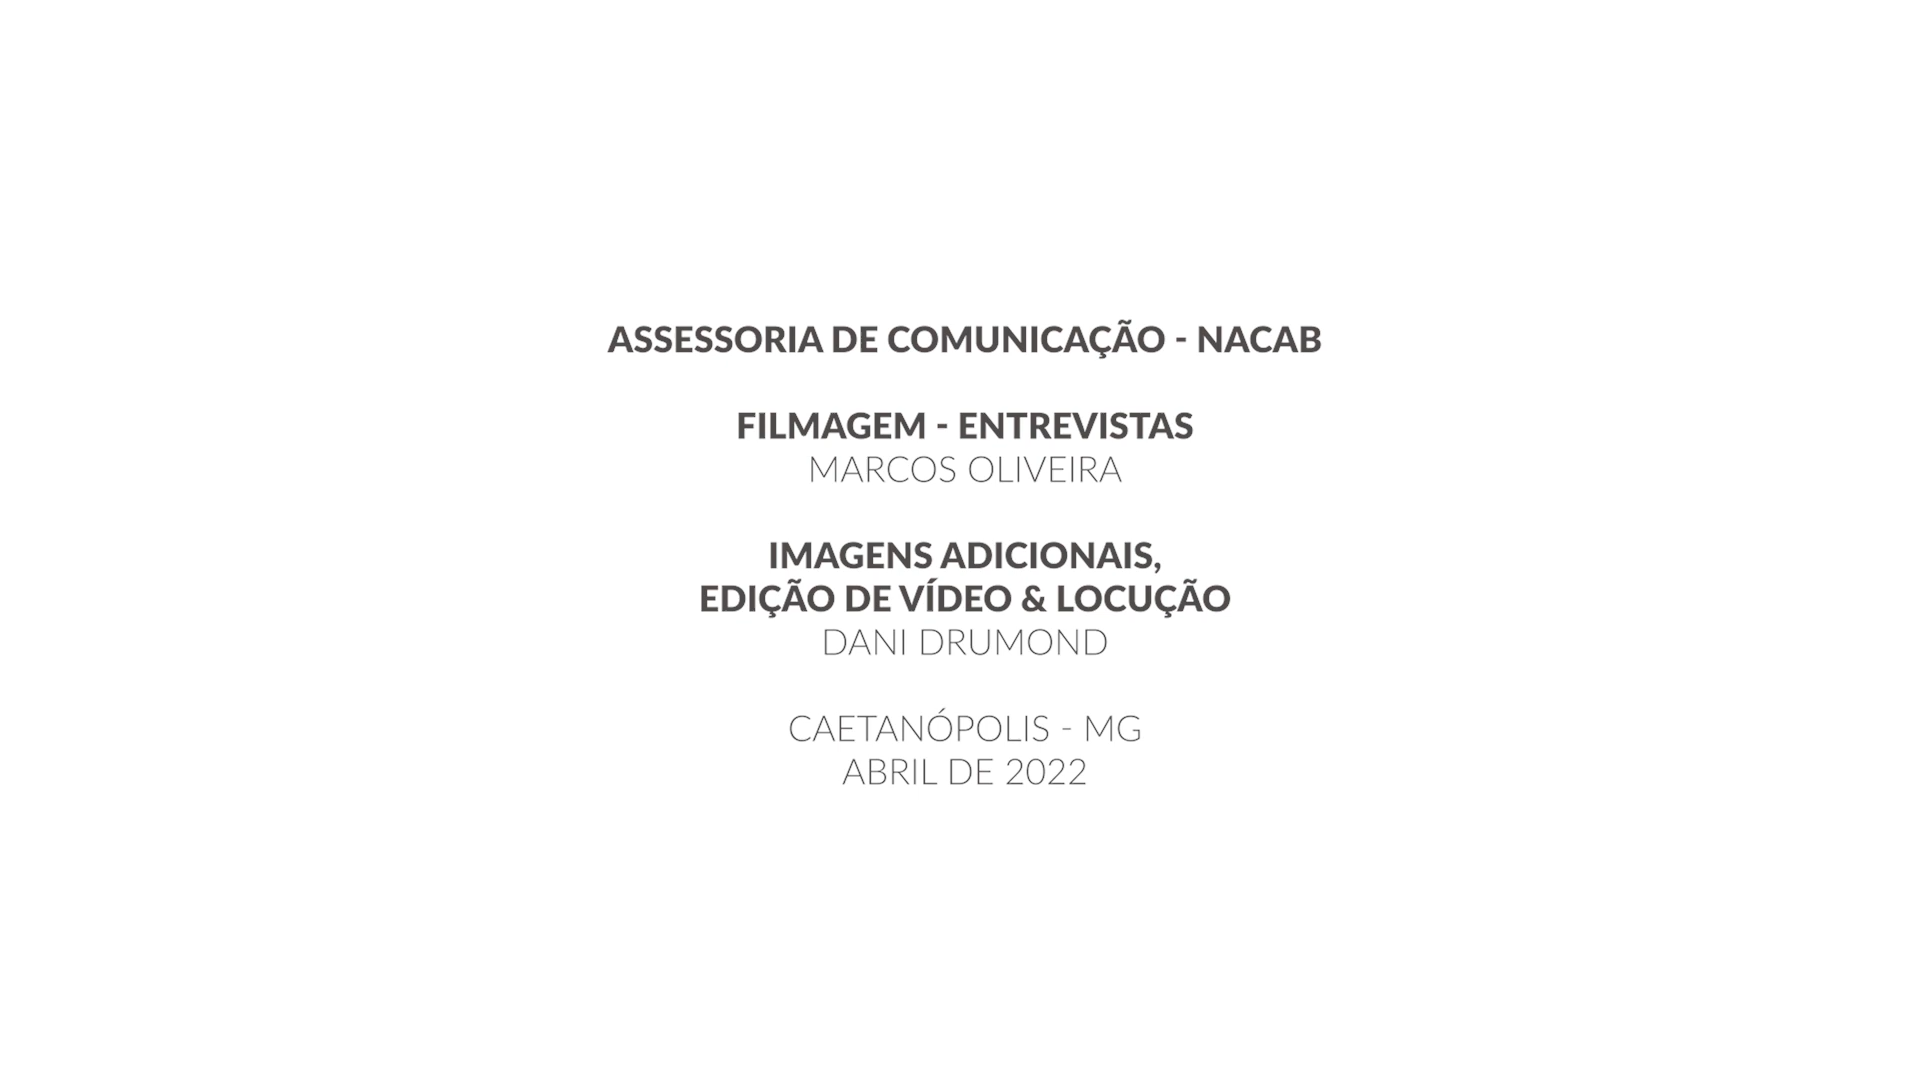 ASSESSORIA DE COMUNICAÇÃO - NACAB
FILMAGEM - ENTREVISTAS
MARCOS OLIVEIRA
IMAGENS ADICIONAIS,
EDIÇÃO DE VÍDEO & LOCUÇÃO
DANI DRUMOND
CAETANÓPOLIS - MG
ABRIL DE 2022